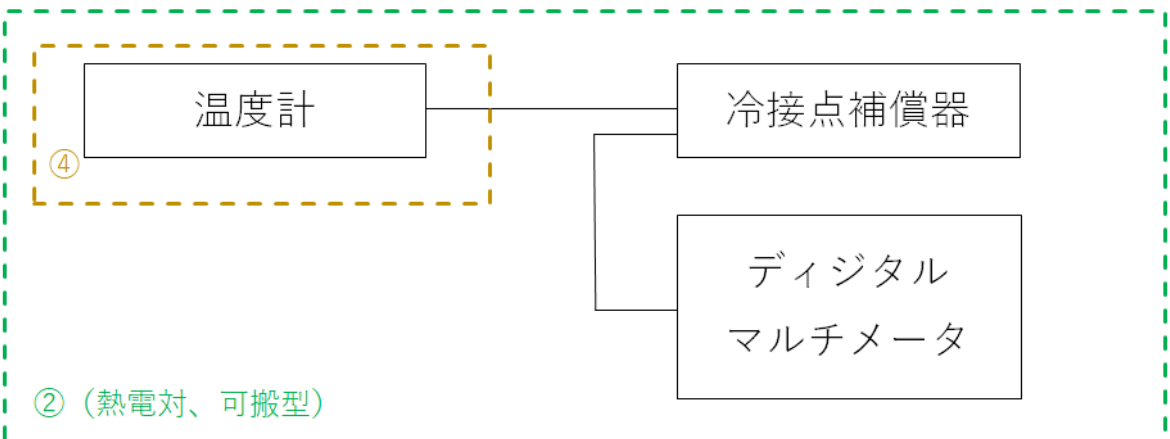 温度計
冷接点補償器
④
ディジタル
マルチメータ
②（熱電対、可搬型）